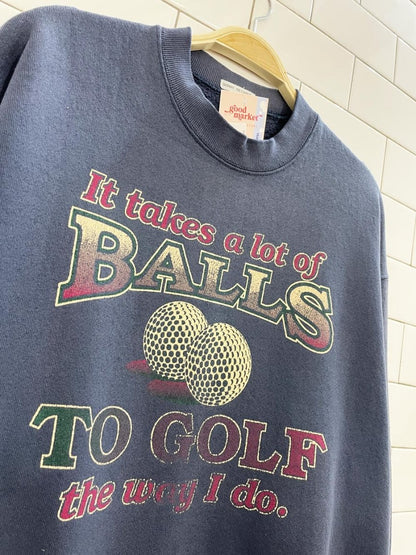 good
market
It takes a lot of
BALLS
TO GOLF
the way I do.